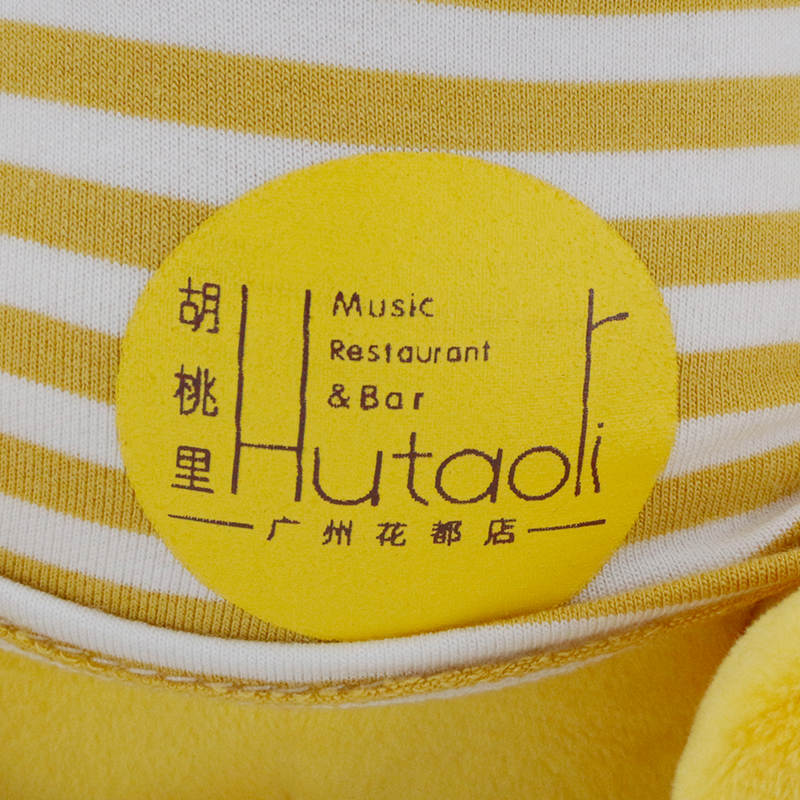 胡桃里
Music
Restaurant
& Bar
Hutaoli
广州花都店